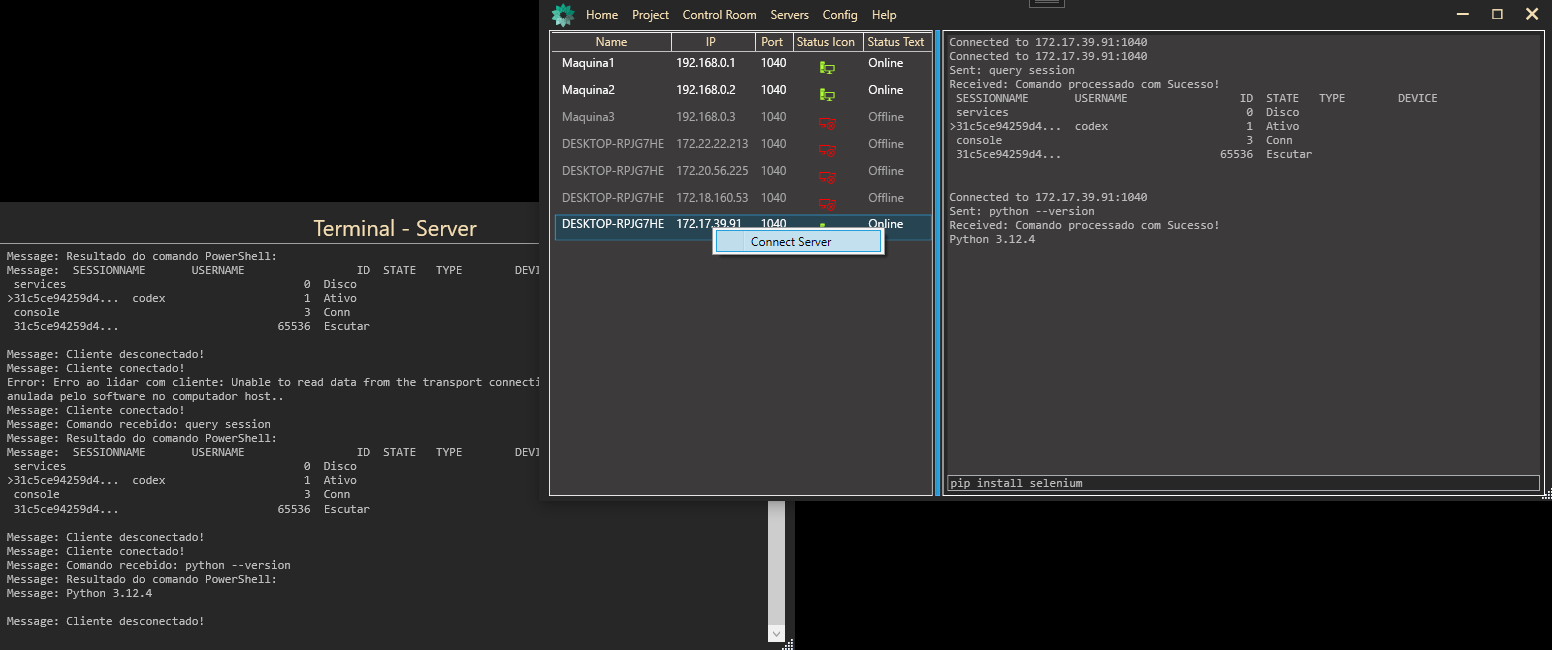 Home Project Control Room Servers Config Help
Name IP Port Status Icon Status Text
Maquina1 192.168.0.1 1040 Online
Maquina2 192.168.0.2 1040 Online
Maquina3 192.168.0.3 1040 Offline
DESKTOP-RPJG7HE 172.22.22.213 1040 Offline
DESKTOP-RPJG7HE 172.20.56.225 1040 Offline
DESKTOP-RPJG7HE 172.18.160.53 1040 Offline
DESKTOP-RPJG7HE 172.17.39.91 1040 Online
Connect Server
Connected to 172.17.39.91:1040
Connected to 172.17.39.91:1040
Sent: query session
Received: Comando processado com Sucesso!
SESSIONNAME USERNAME ID STATE TYPE DEVICE
services 0 Disco
>31c5ce94259d4... codex 1 Ativo
console 3 Conn
31c5ce94259d4... 65536 Escutar
Connected to 172.17.39.91:1040
Sent: python --version
Received: Comando processado com Sucesso!
Python 3.12.4
pip install selenium
Terminal - Server
Message: Resultado do comando PowerShell:
Message: SESSIONNAME USERNAME ID STATE TYPE DEVI
services 0 Disco
>31c5ce94259d4... codex 1 Ativo
console 3 Conn
31c5ce94259d4... 65536 Escutar
Message: Cliente desconectado!
Message: Cliente conectado!
Error: Erro ao lidar com cliente: Unable to read data from the transport connecti
anulada pelo software no computador host..
Message: Cliente conectado!
Message: Comando recebido: query session
Message: Resultado do comando PowerShell:
Message: SESSIONNAME USERNAME ID STATE TYPE DEVI
services 0 Disco
>31c5ce94259d4... codex 1 Ativo
console 3 Conn
31c5ce94259d4... 65536 Escutar
Message: Cliente desconectado!
Message: Cliente conectado!
Message: Comando recebido: python --version
Message: Resultado do comando PowerShell:
Message: Python 3.12.4
Message: Cliente desconectado!